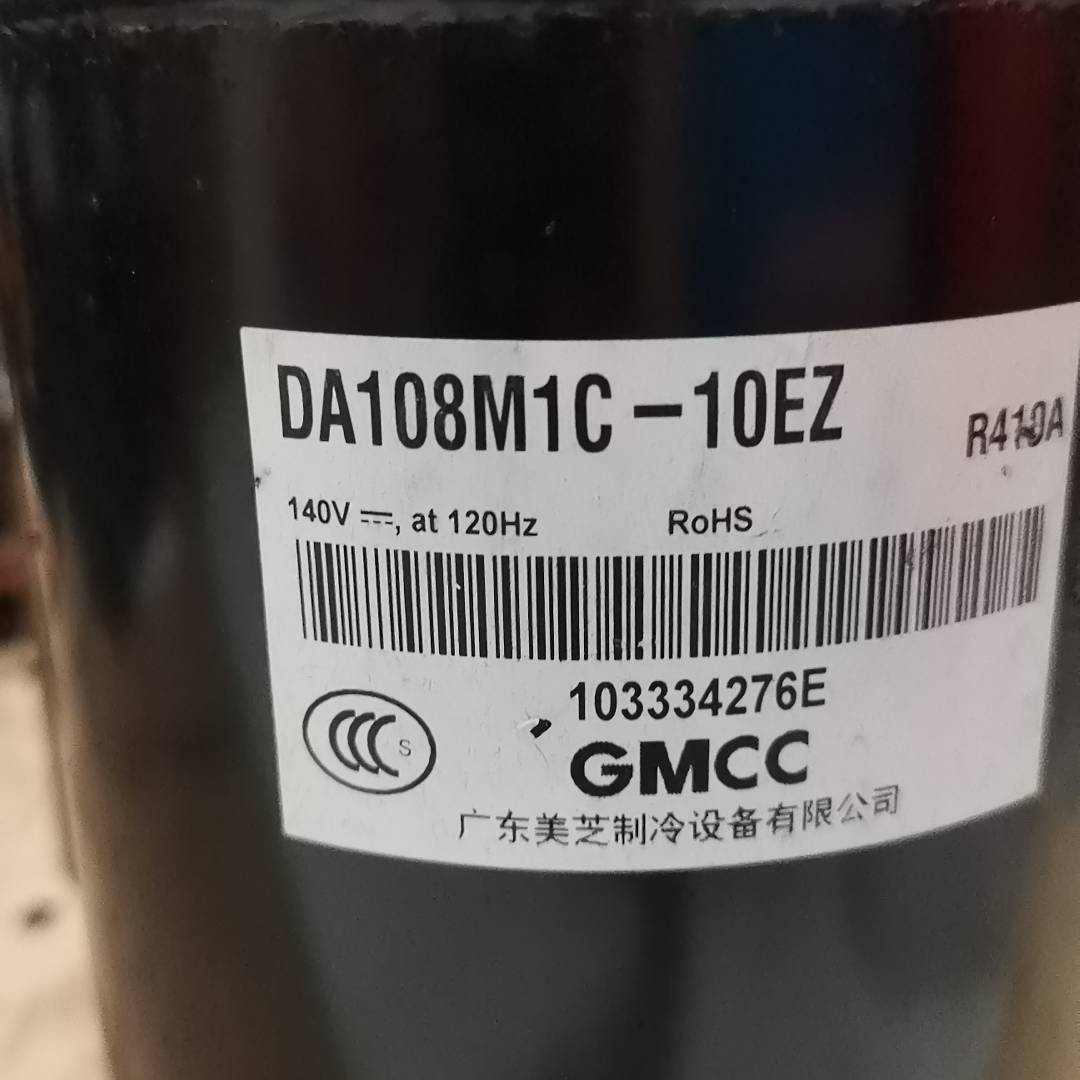 DA108M1C-10EZ R410A
140V ⎓, at 120Hz RoHS
103334276E
CCC S
GMCC
广东美芝制冷设备有限公司